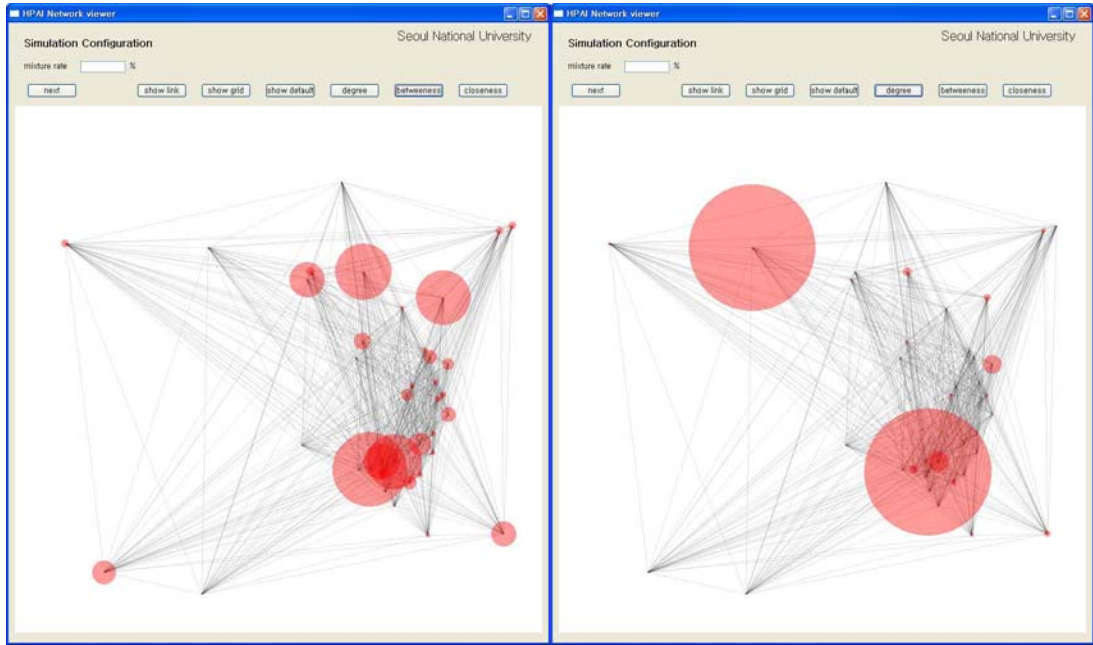 HPAI Network viewer
Seoul National University
Simulation Configuration
mixture rate %
next show link show grid show default degree betweeness closeness
HPAI Network viewer
Seoul National University
Simulation Configuration
mixture rate %
next show link show grid show default degree betweeness closeness